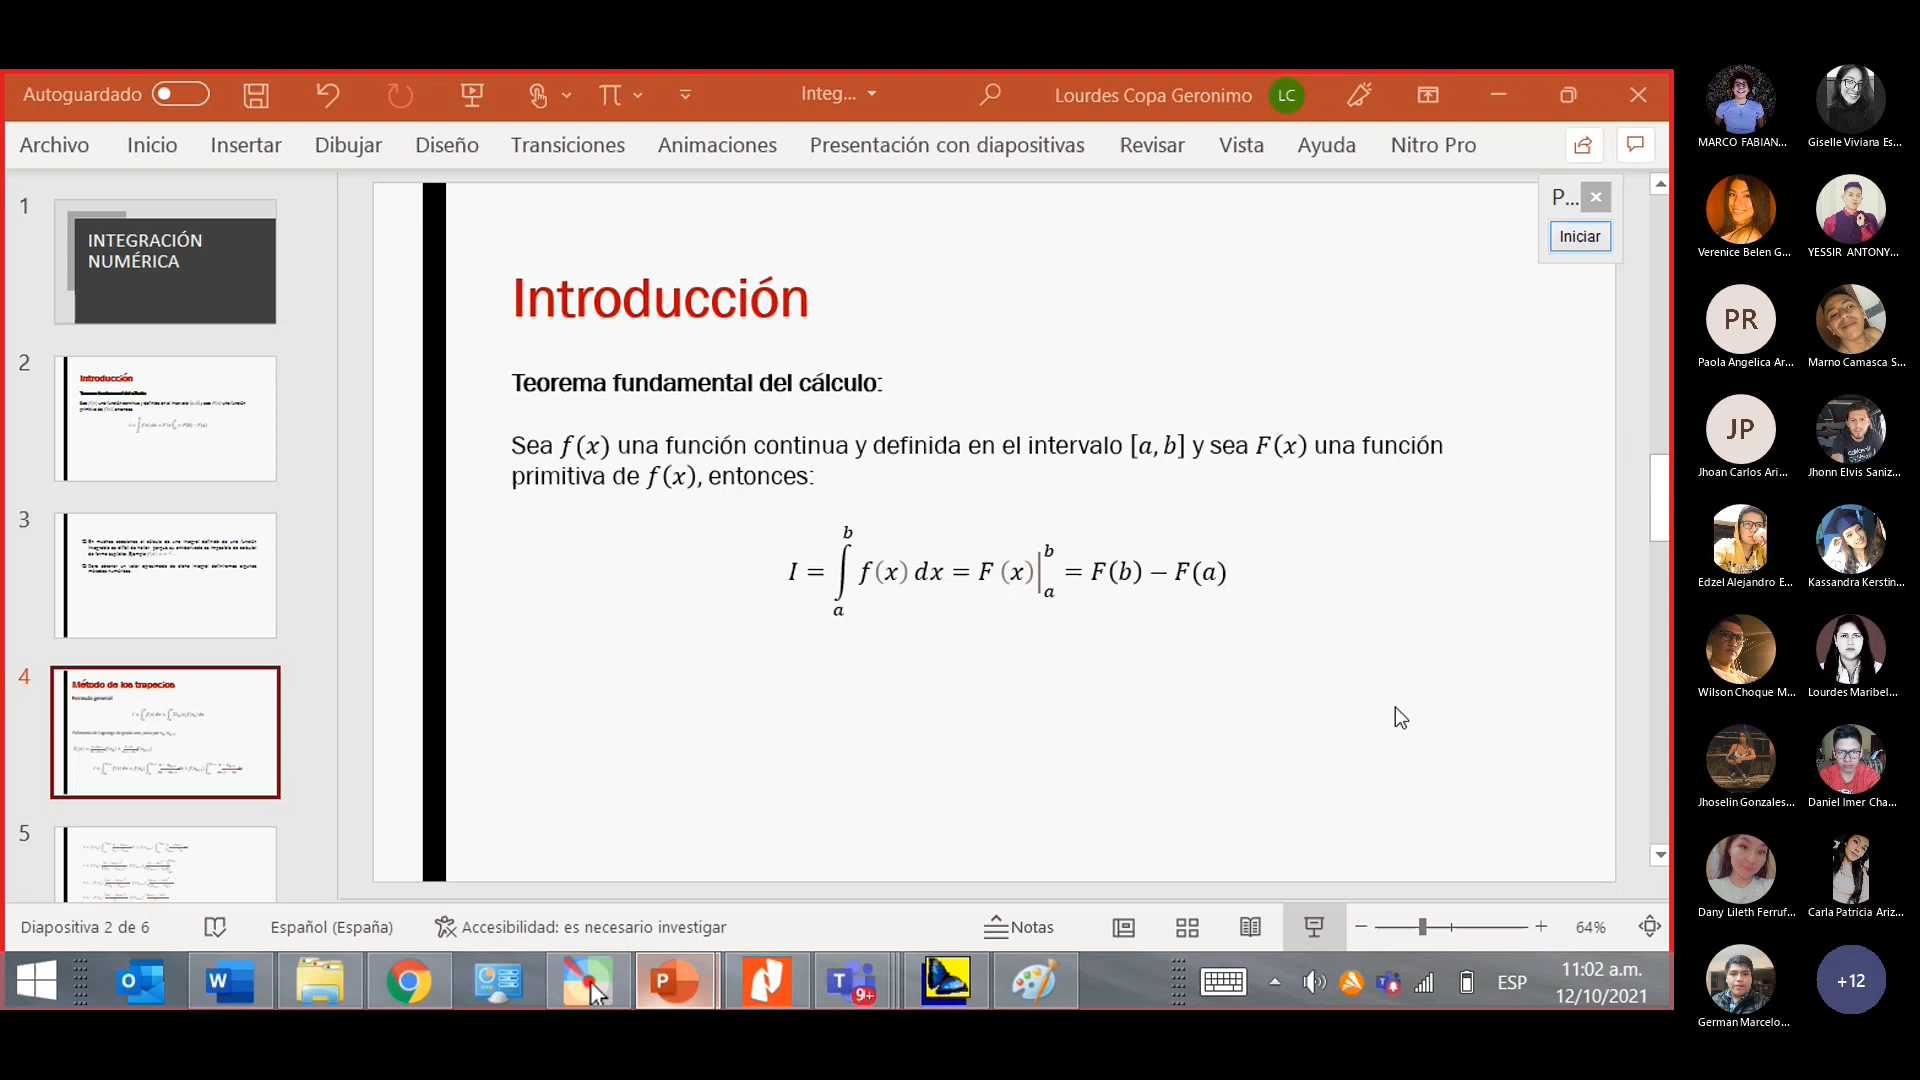 Autoguardado
Integ...
Lourdes Copa Geronimo
LC
Archivo Inicio Insertar Dibujar Diseño Transiciones Animaciones Presentación con diapositivas Revisar Vista Ayuda Nitro Pro
1
INTEGRACIÓN
NUMÉRICA
2
Introducción
3
4
Método de los trapecios
Fórmula general
5
P...
Iniciar
Introducción
Teorema fundamental del cálculo:
Sea f(x) una función continua y definida en el intervalo [a, b] y sea F(x) una función
primitiva de f(x), entonces:
I = ∫_a^b f(x) dx = F (x)|_a^b = F(b) − F(a)
Diapositiva 2 de 6
Español (España)
Accesibilidad: es necesario investigar
Notas
64%
9+
ESP
11:02 a.m.
12/10/2021
MARCO FABIAN...
Giselle Viviana Es...
Verenice Belen G...
YESSIR ANTONY...
PR
Paola Angelica Ar...
Marno Camasca S...
JP
Jhoan Carlos Ari...
Jhonn Elvis Saniz...
Edzel Alejandro E...
Kassandra Kerstin...
Wilson Choque M...
Lourdes Maribel...
Jhoselin Gonzales...
Daniel Imer Cha...
Dany Lileth Ferruf...
Carla Patricia Ariz...
German Marcelo...
+12